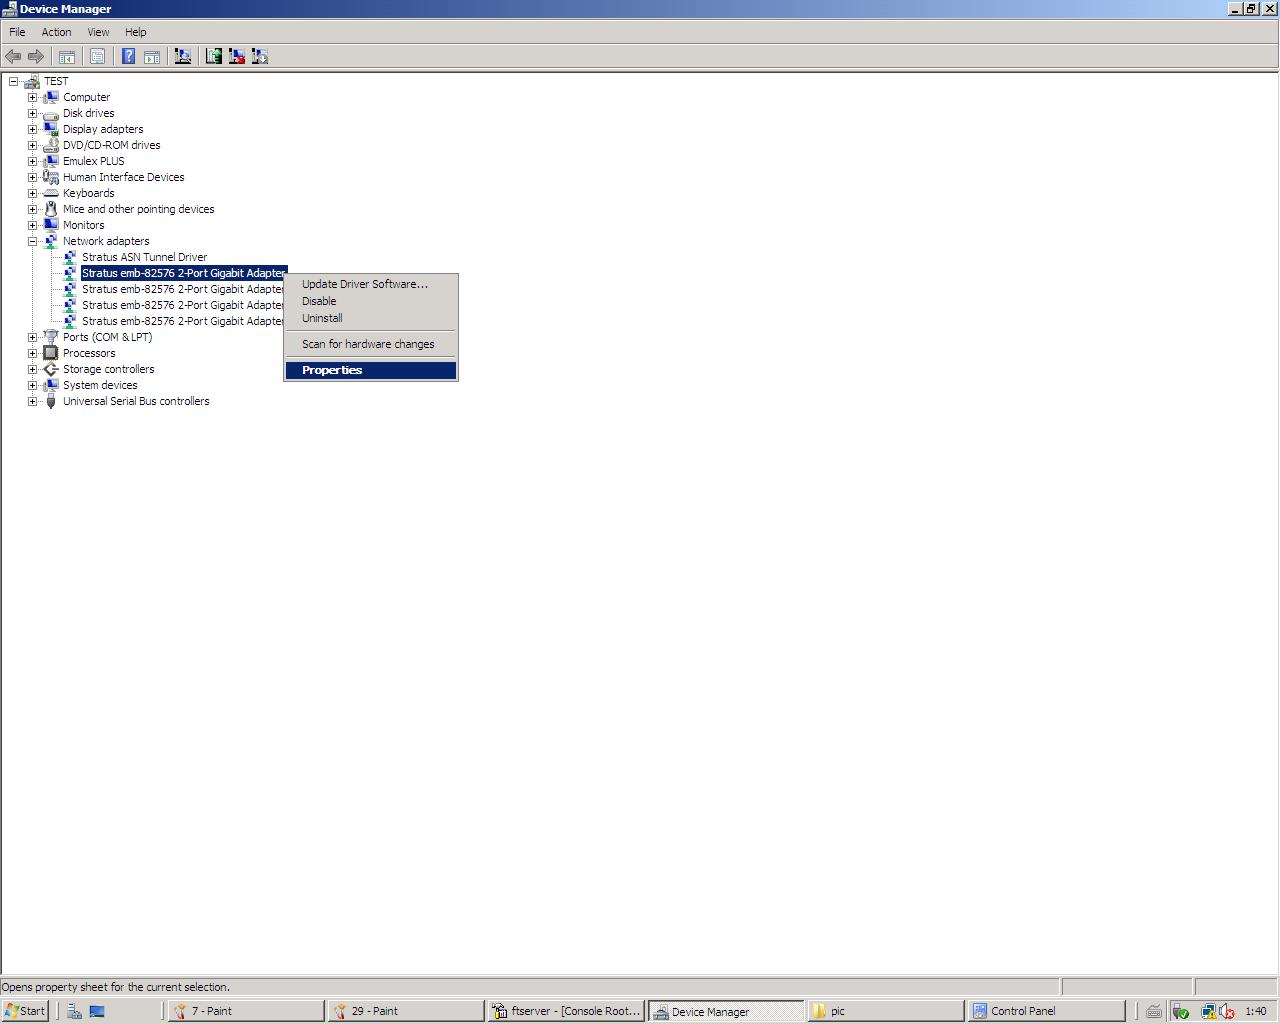 Device Manager
File Action View Help
TEST
Computer
Disk drives
Display adapters
DVD/CD-ROM drives
Emulex PLUS
Human Interface Devices
Keyboards
Mice and other pointing devices
Monitors
Network adapters
Stratus ASN Tunnel Driver
Stratus emb-82576 2-Port Gigabit Adapter
Stratus emb-82576 2-Port Gigabit Adapter
Stratus emb-82576 2-Port Gigabit Adapter
Stratus emb-82576 2-Port Gigabit Adapter
Update Driver Software...
Disable
Uninstall
Scan for hardware changes
Properties
Ports (COM & LPT)
Processors
Storage controllers
System devices
Universal Serial Bus controllers
Opens property sheet for the current selection.
Start 7 - Paint 29 - Paint ftserver - [Console Root... Device Manager pic Control Panel 1:40